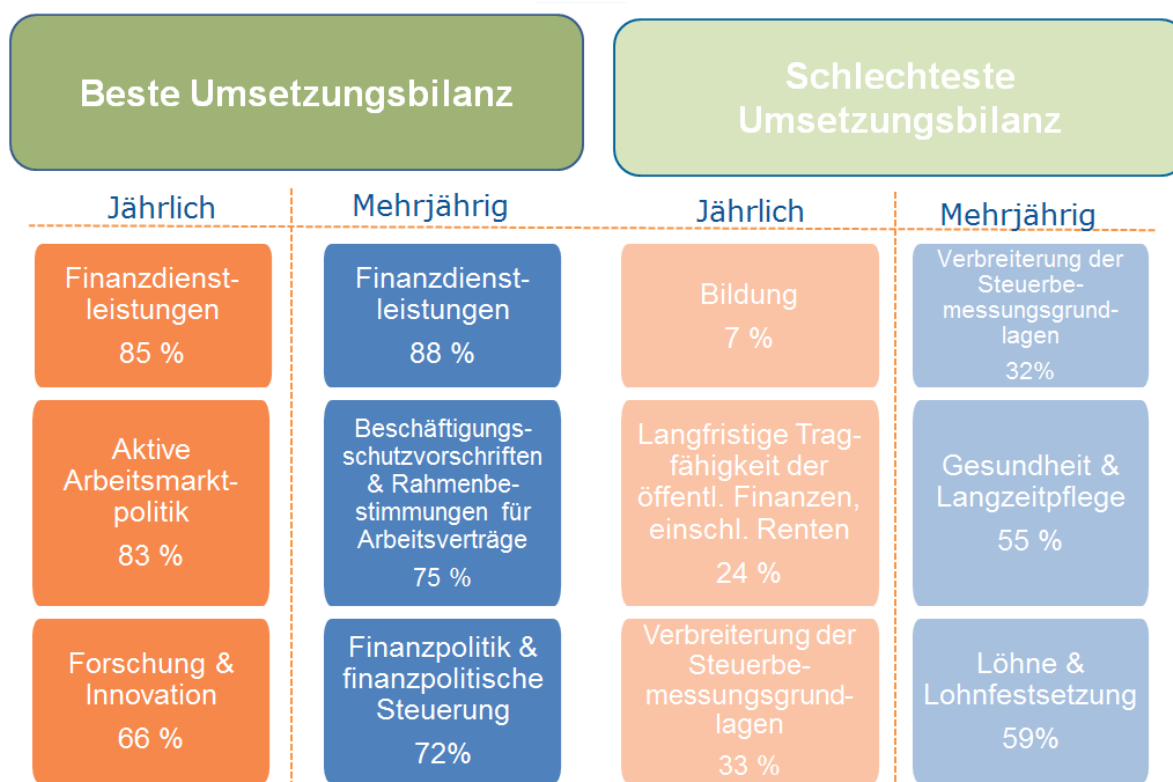 Beste Umsetzungsbilanz
Schlechteste
Umsetzungsbilanz
Jährlich
Mehrjährig
Jährlich
Mehrjährig
Finanzdienst-
leistungen
85 %
Finanzdienst-
leistungen
88 %
Bildung
7 %
Verbreiterung der
Steuerbe-
messungsgrund-
lagen
32%
Aktive
Arbeitsmarkt-
politik
83 %
Beschäftigungs-
schutzvorschriften
& Rahmenbe-
stimmungen für
Arbeitsverträge
75 %
Langfristige Trag-
fähigkeit der
öffentl. Finanzen,
einschl. Renten
24 %
Gesundheit &
Langzeitpflege
55 %
Forschung &
Innovation
66 %
Finanzpolitik &
finanzpolitische
Steuerung
72%
Verbreiterung der
Steuerbe-
messungsgrund-
lagen
33 %
Löhne &
Lohnfestsetzung
59%